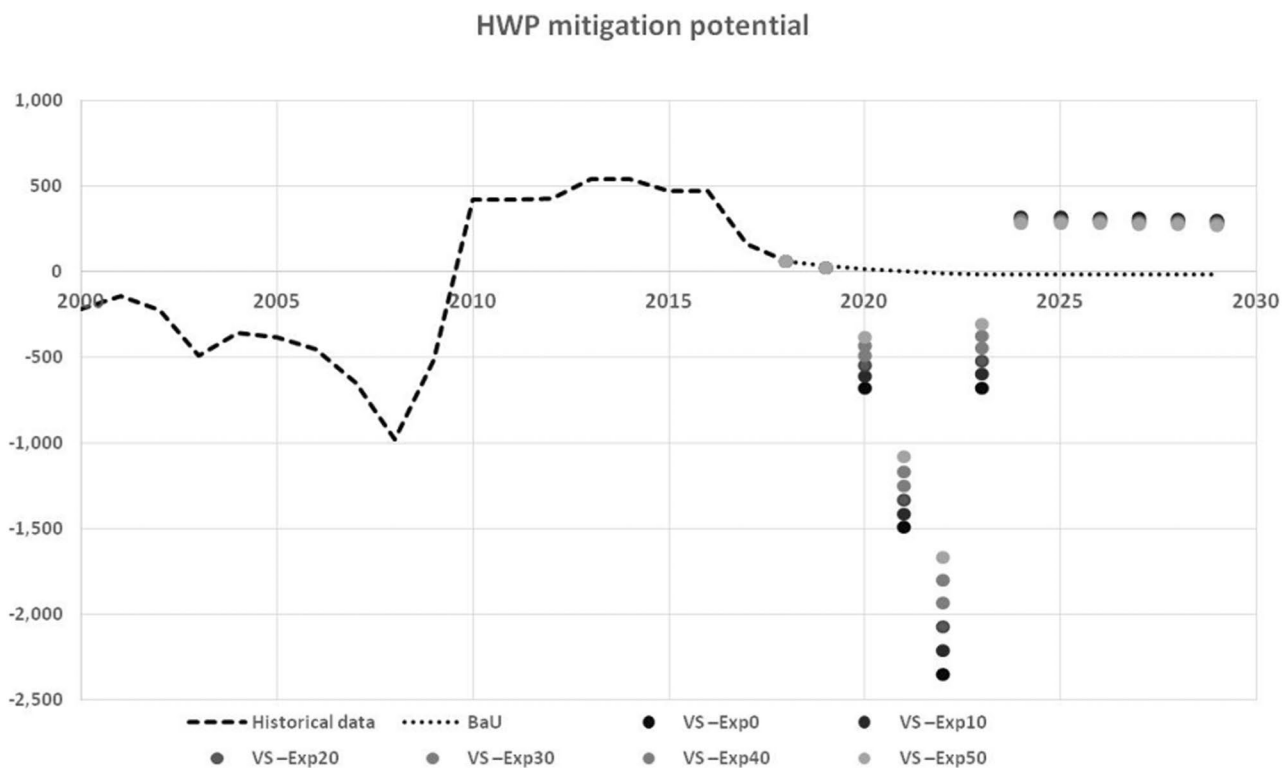 HWP mitigation potential
1,000
500
0
2000 2005 2010 2015 2020 2025 2030
-500
-1,000
-1,500
-2,000
-2,500
Historical data BaU VS –Exp0 VS –Exp10
VS –Exp20 VS –Exp30 VS –Exp40 VS –Exp50